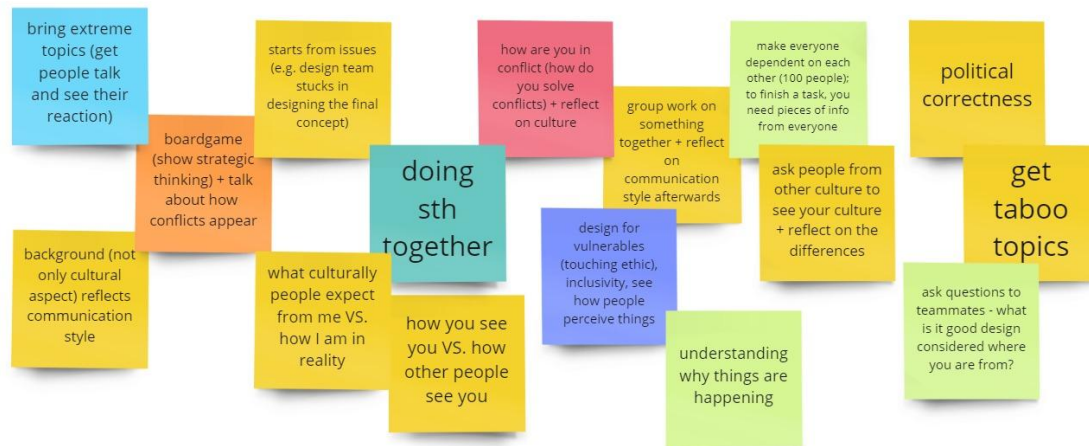 bring extreme
topics (get
people talk
and see their
reaction)
boardgame
(show strategic
thinking) + talk
about how
conflicts appear
starts from issues
(e.g. design team
stucks in
designing the final
concept)
doing
sth
together
how are you in
conflict (how do
you solve
conflicts) + reflect
on culture
group work on
something
together + reflect
on
communication
style afterwards
make everyone
dependent on each
other (100 people);
to finish a task, you
need pieces of info
from everyone
political
correctness
ask people from
other culture to
see your culture
+ reflect on the
differences
get
taboo
topics
background (not
only cultural
aspect) reflects
communication
style
what culturally
people expect
from me VS.
how I am in
reality
how you see
you VS. how
other people
see you
design for
vulnerables
(touching ethic),
inclusivity, see
how people
perceive things
understanding
why things are
happening
ask questions to
teammates - what
is it good design
considered where
you are from?